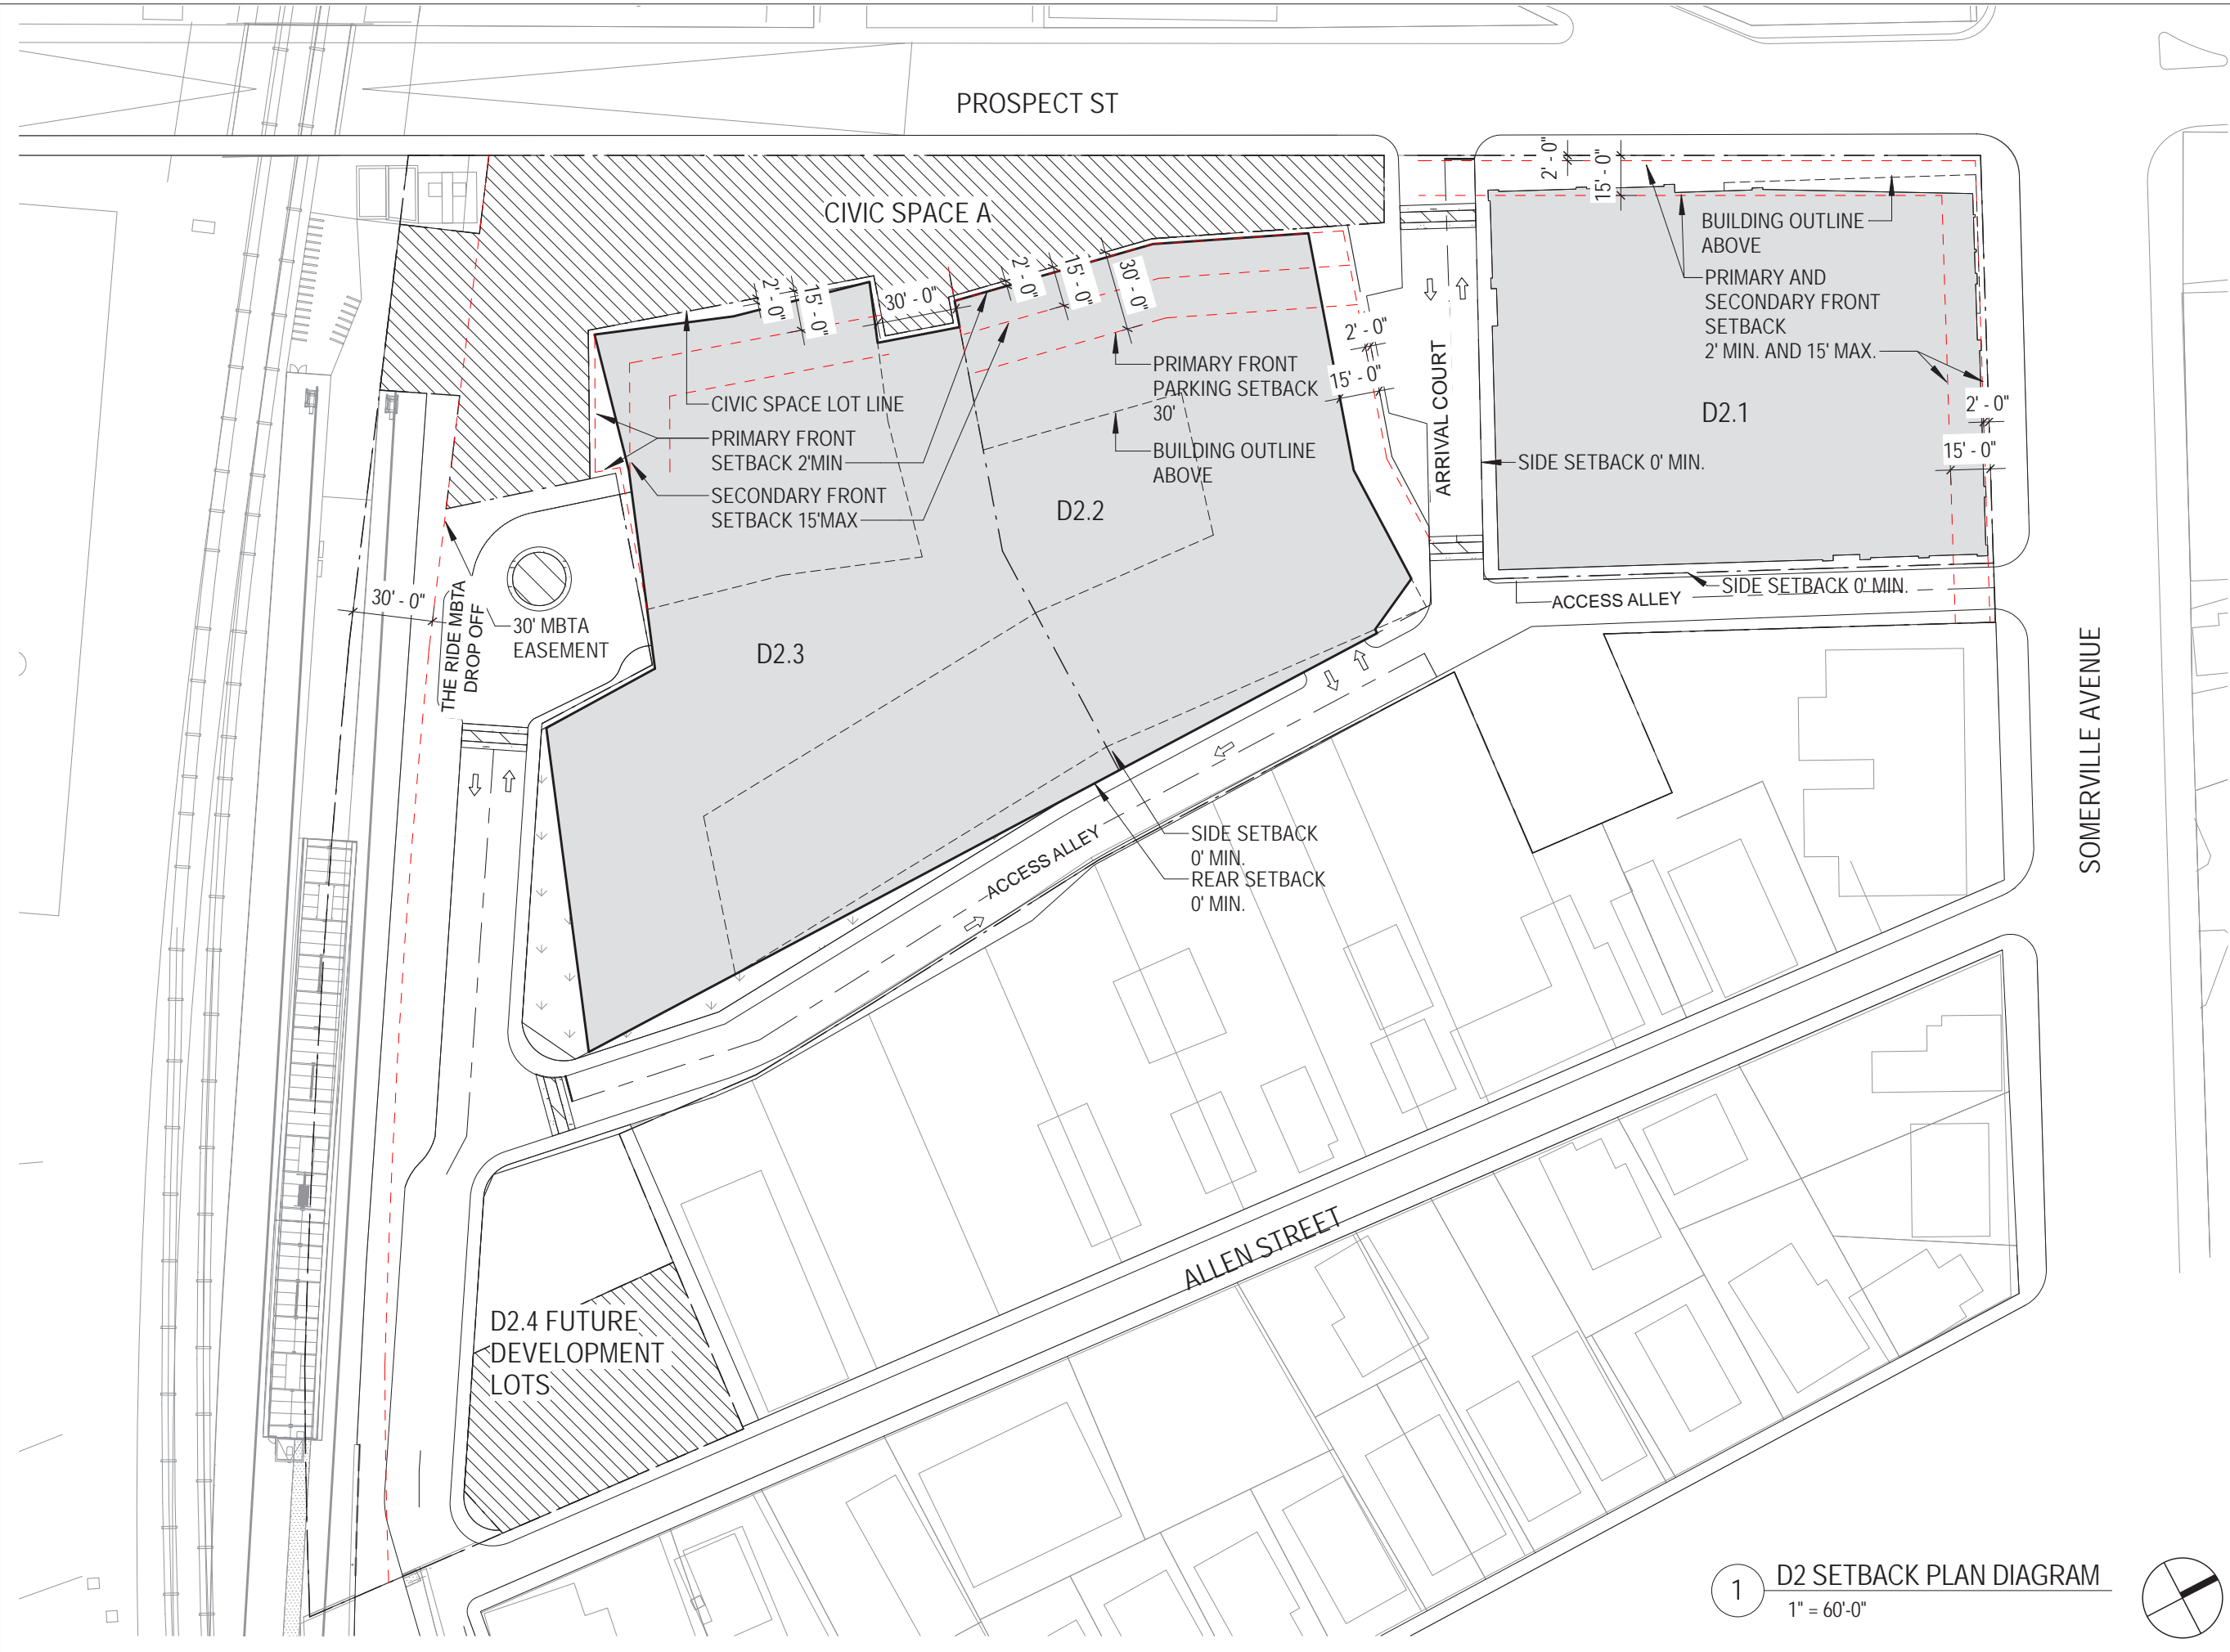 PROSPECT ST
CIVIC SPACE A
2' - 0"
15' - 0"
BUILDING OUTLINE
ABOVE
PRIMARY AND
SECONDARY FRONT
SETBACK
2' MIN. AND 15' MAX.
2' - 0"
15' - 0"
30' - 0"
2' - 0"
15' - 0"
30' - 0"
2' - 0"
15' - 0"
PRIMARY FRONT
PARKING SETBACK
30'
BUILDING OUTLINE
ABOVE
CIVIC SPACE LOT LINE
PRIMARY FRONT
SETBACK 2'MIN
SECONDARY FRONT
SETBACK 15'MAX
ARRIVAL COURT
D2.1
2' - 0"
15' - 0"
SIDE SETBACK 0' MIN.
D2.2
SIDE SETBACK 0' MIN.
ACCESS ALLEY
30' - 0"
THE RIDE MBTA
DROP OFF
30' MBTA
EASEMENT
D2.3
SOMERVILLE AVENUE
ACCESS ALLEY
SIDE SETBACK
0' MIN.
REAR SETBACK
0' MIN.
ALLEN STREET
D2.4 FUTURE
DEVELOPMENT
LOTS
1
D2 SETBACK PLAN DIAGRAM
1" = 60'-0"